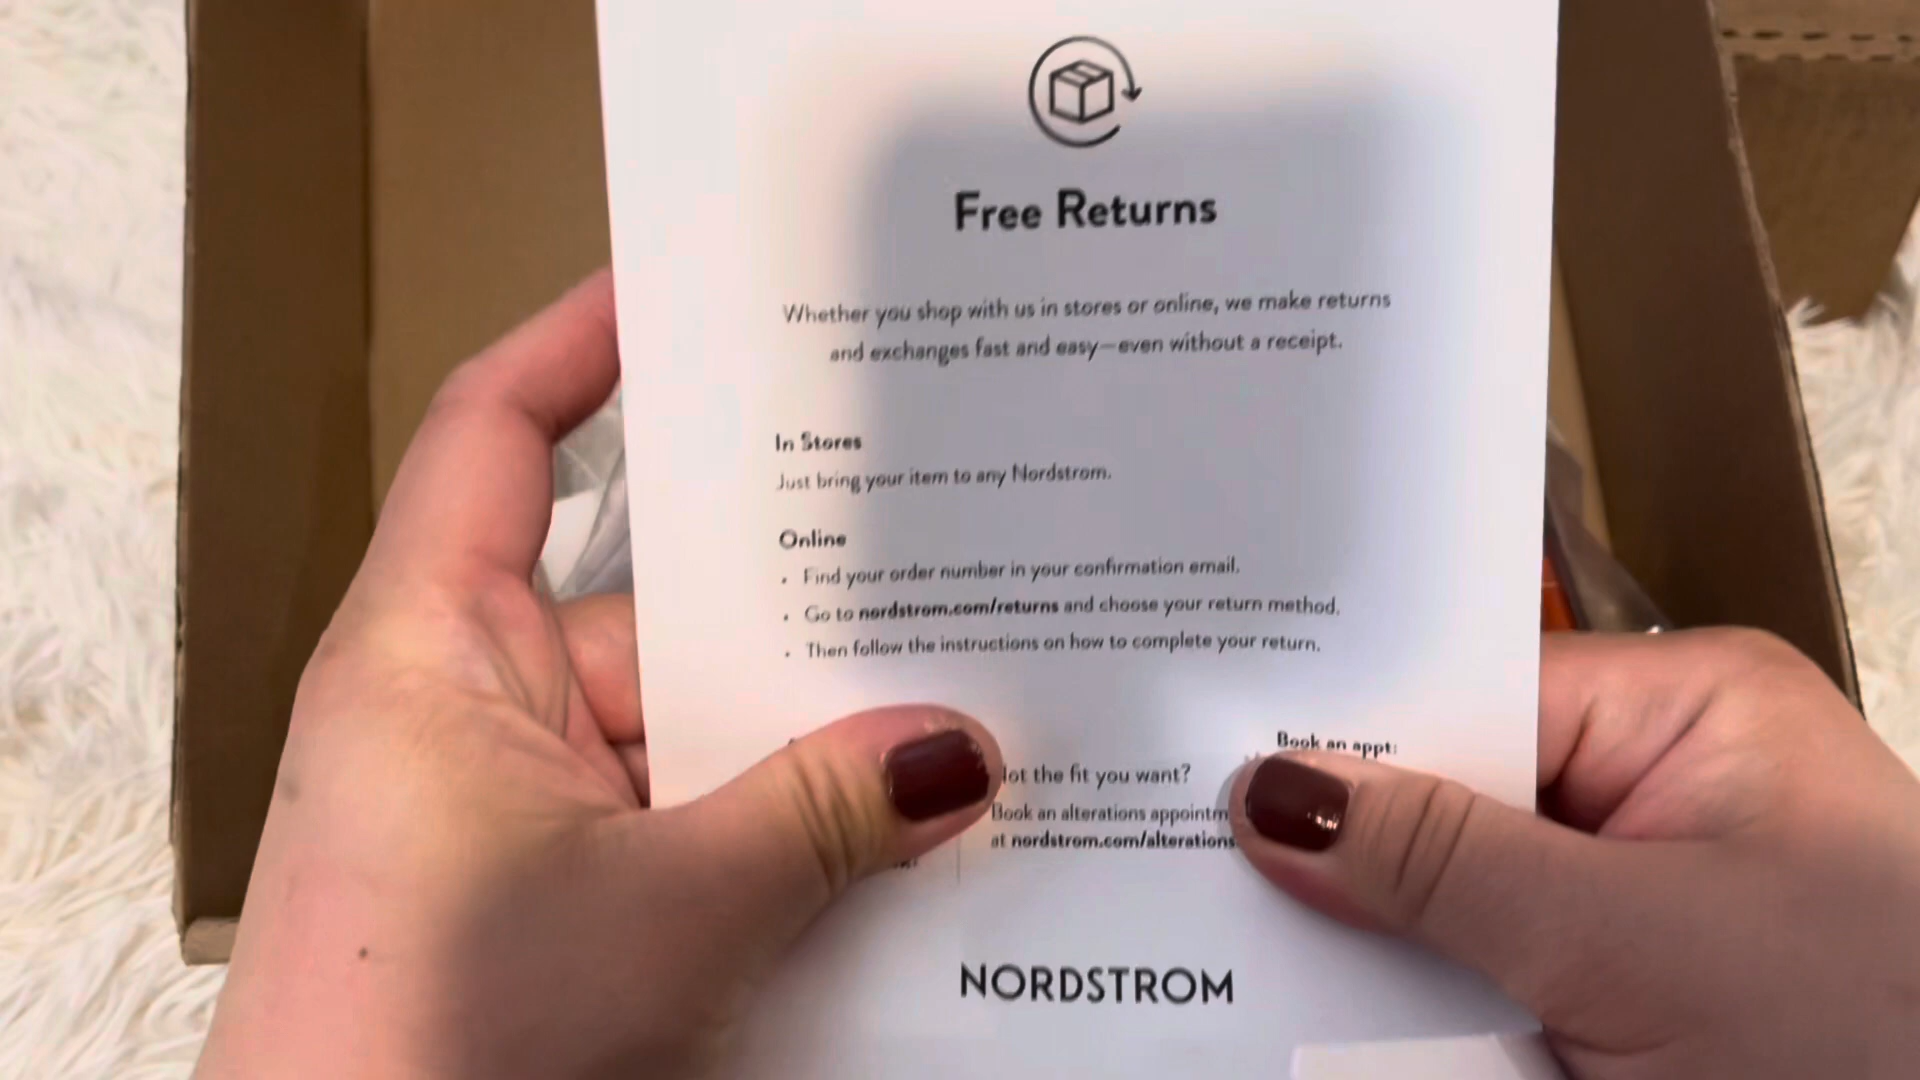 Free Returns
Whether you shop with us in stores or online, we make returns
and exchanges fast and easy—even without a receipt.
In Stores
Just bring your item to any Nordstrom.
Online
• Find your order number in your confirmation email.
• Go to nordstrom.com/returns and choose your return method.
• Then follow the instructions on how to complete your return.
Book an appt:
ot the fit you want?
Book an alterations appointm
at nordstrom.com/alterations
NORDSTROM